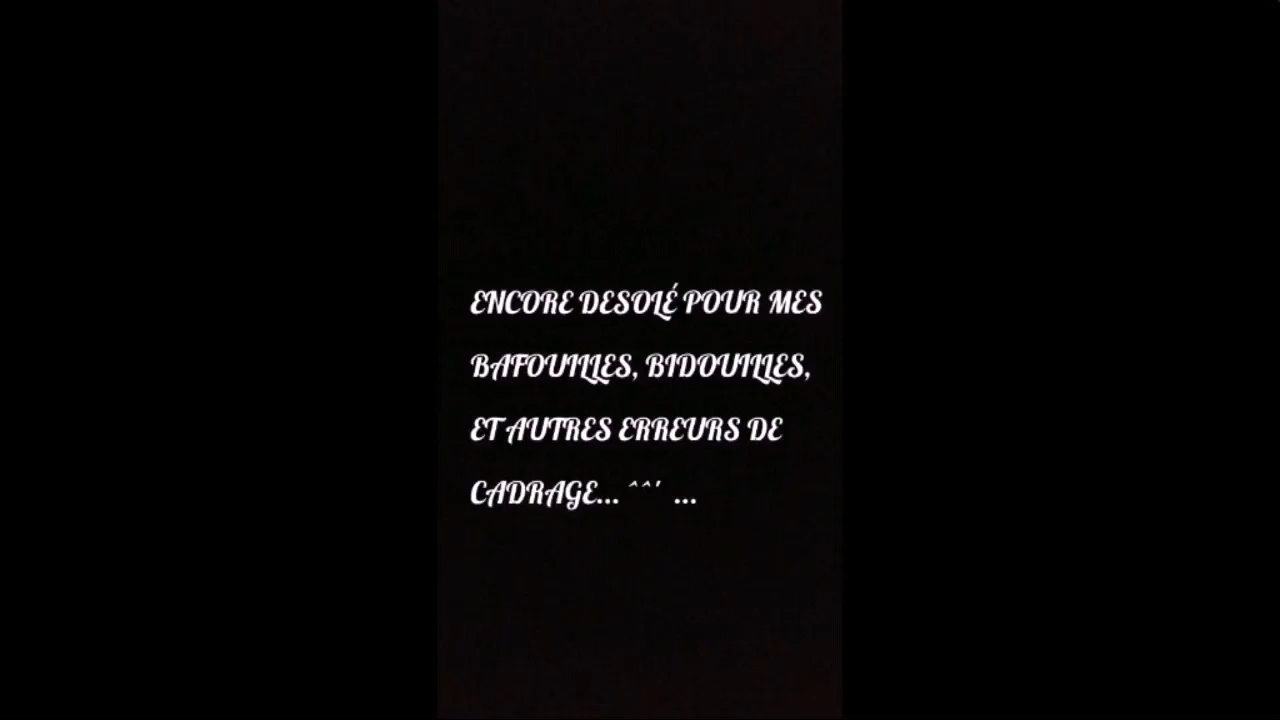 ENCORE DESOLÉ POUR MES
BAFOUILLES, BIDOUILLES,
ET AUTRES ERREURS DE
CADRAGE... ^^' ...